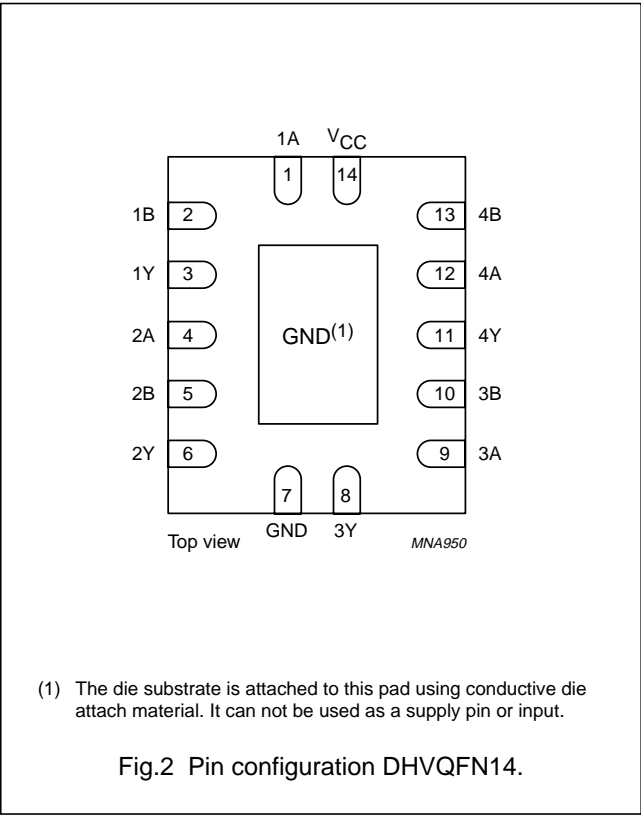 1A VCC
1 14
1B 2 13 4B
1Y 3 12 4A
2A 4 GND(1) 11 4Y
2B 5 10 3B
2Y 6 9 3A
7 8
Top view GND 3Y MNA950
(1) The die substrate is attached to this pad using conductive die
attach material. It can not be used as a supply pin or input.
Fig.2 Pin configuration DHVQFN14.